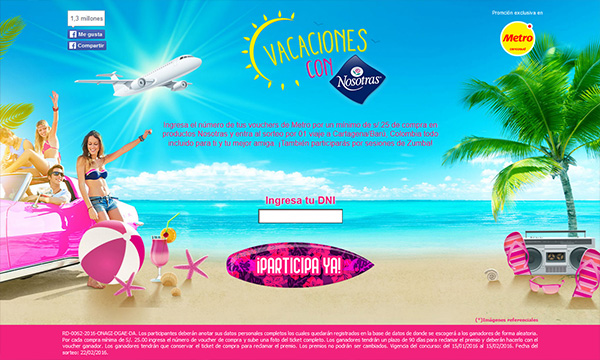 1,3 millones
Me gusta
Compartir
Promoción exclusiva en
Metro
VACACIONES
CON
Nosotras
Ingresa el número de tus vouchers de Metro por un mínimo de s/.25 de compra en
productos Nosotras y entra al sorteo por 01 viaje a Cartagena/Barú, Colombia todo
incluido para ti y tu mejor amiga. ¡También participarás por sesiones de Zumba!
Ingresa tu DNI
¡PARTICIPA YA!
(*)Imágenes referenciales
RD-0062-2016-ONAGI-DGAE-DA. Los participantes deberán anotar sus datos personales completos los cuales quedarán registrados en la base de datos de donde se escogerá a los ganadores de forma aleatoria.
Por cada compra mínima de S/. 25.00 ingresa el número de voucher de compra y sube una foto del ticket completo. Los ganadores tendrán un plazo de 90 días para reclamar el premio y deberán hacerlo con el
voucher ganador. Los ganadores tendrán que conservar el ticket de compra para reclamar el premio. Los premios no podrán ser cambiados. Vigencia del concurso: del 15/01/2016 al 15/02/2016. Fecha del
sorteo: 22/02/2016.